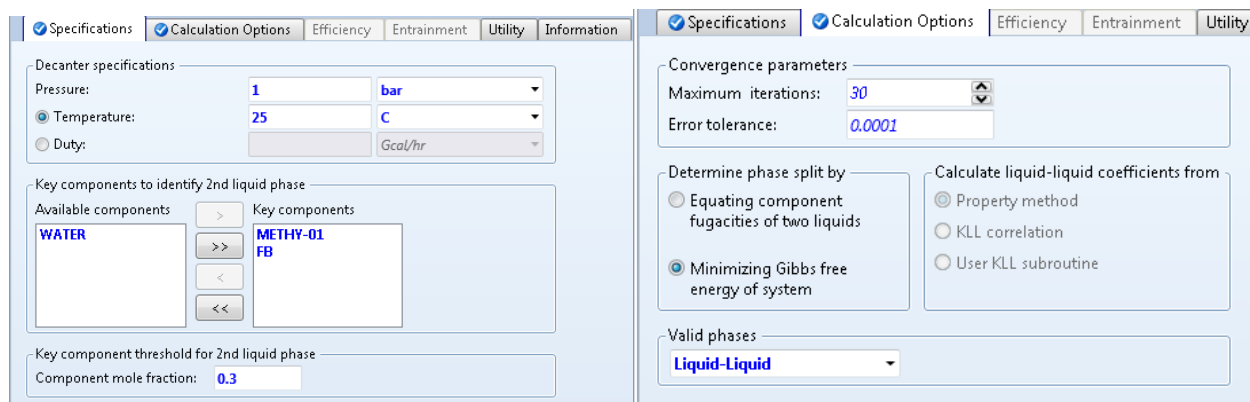 Specifications Calculation Options Efficiency Entrainment Utility Information
Decanter specifications
Pressure: 1 bar
Temperature: 25 C
Duty: Gcal/hr
Key components to identify 2nd liquid phase
Available components Key components
WATER > METHY-01
>> FB
<
<<
Key component threshold for 2nd liquid phase
Component mole fraction: 0.3
Specifications Calculation Options Efficiency Entrainment Utility
Convergence parameters
Maximum iterations: 30
Error tolerance: 0.0001
Determine phase split by
Equating component
fugacities of two liquids
Minimizing Gibbs free
energy of system
Calculate liquid-liquid coefficients from
Property method
KLL correlation
User KLL subroutine
Valid phases
Liquid-Liquid